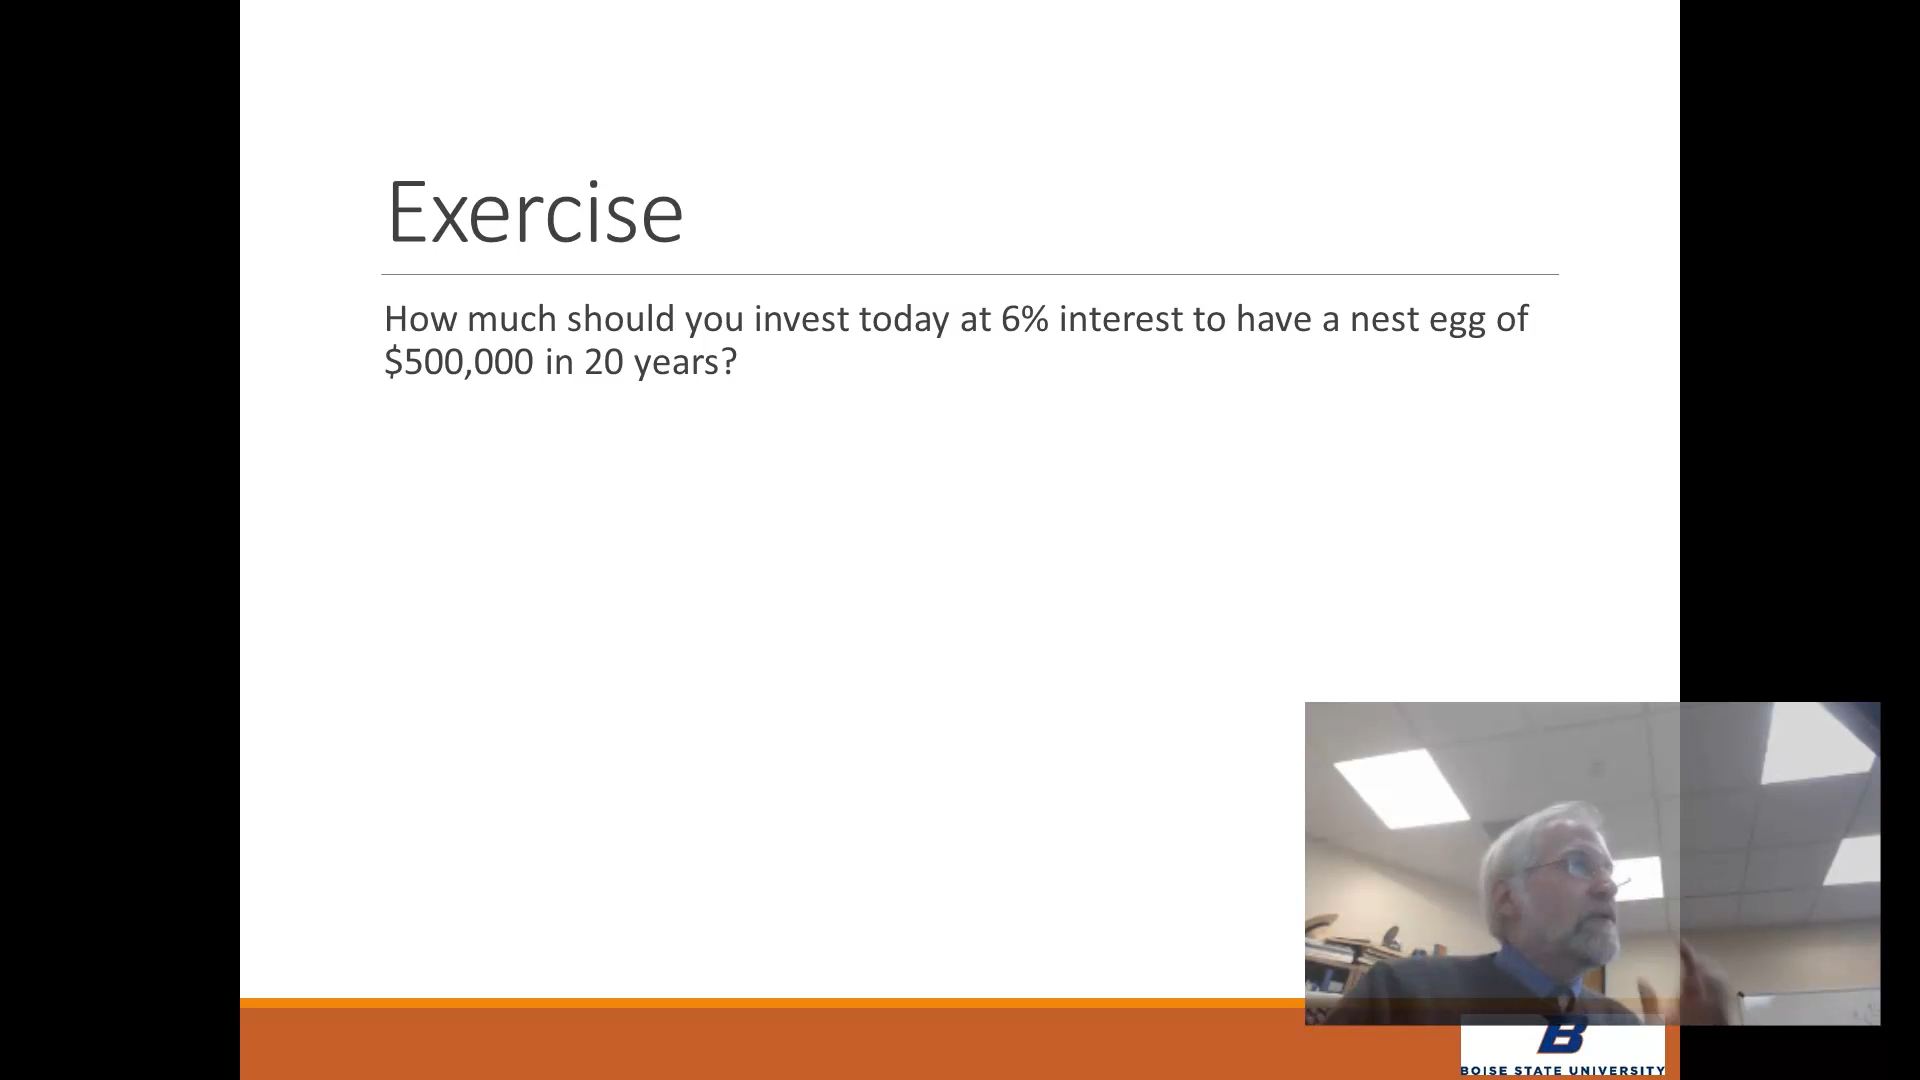 Exercise
How much should you invest today at 6% interest to have a nest egg of
$500,000 in 20 years?
B
BOISE STATE UNIVERSITY